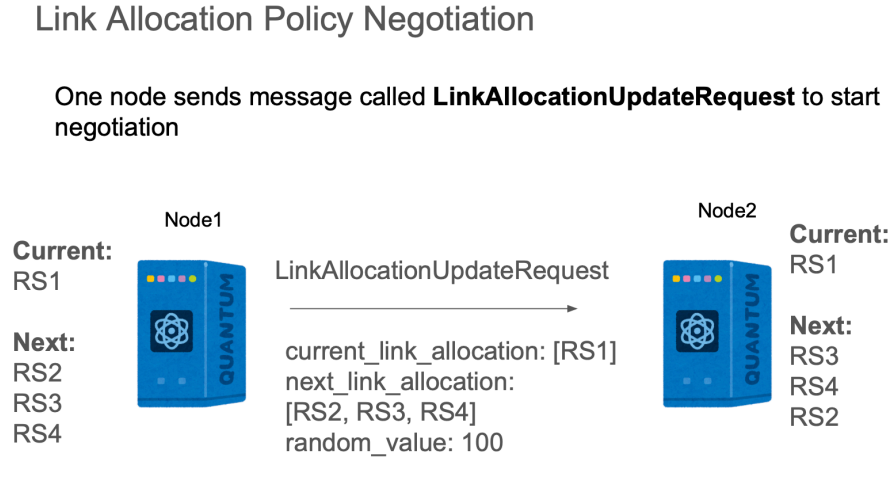 Link Allocation Policy Negotiation
One node sends message called LinkAllocationUpdateRequest to start
negotiation
Node1
Current:
RS1
Next:
RS2
RS3
RS4
QUANTUM
LinkAllocationUpdateRequest
current_link_allocation: [RS1]
next_link_allocation:
[RS2, RS3, RS4]
random_value: 100
Node2
QUANTUM
Current:
RS1
Next:
RS3
RS4
RS2